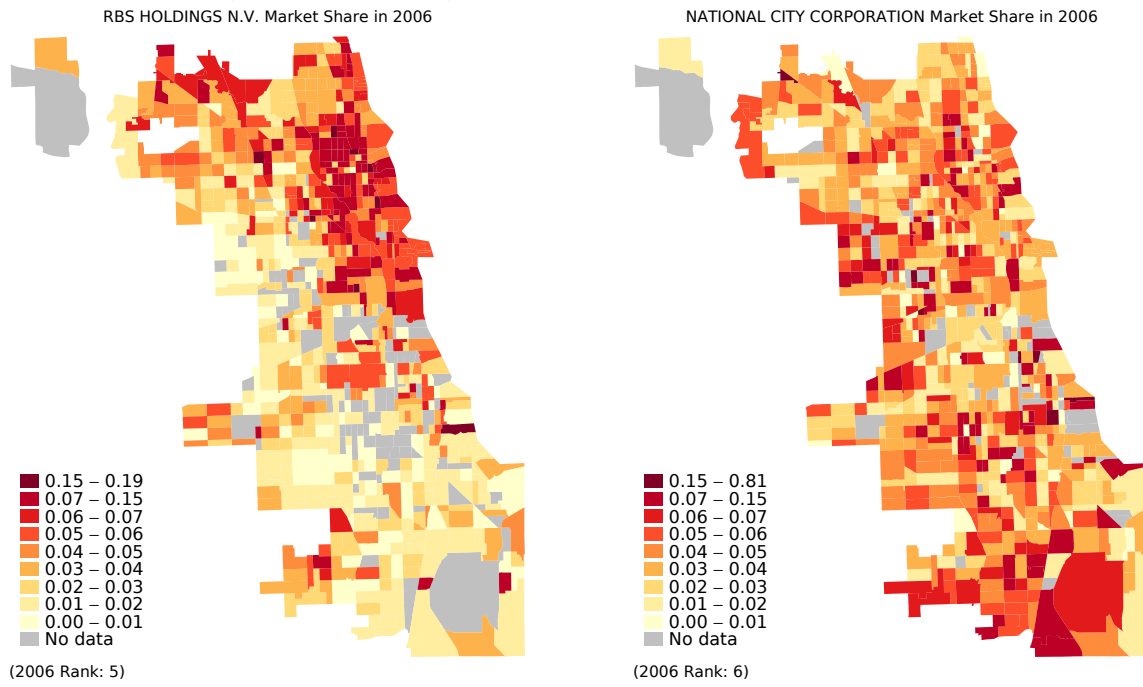 RBS HOLDINGS N.V. Market Share in 2006
0.15 – 0.19
0.07 – 0.15
0.06 – 0.07
0.05 – 0.06
0.04 – 0.05
0.03 – 0.04
0.02 – 0.03
0.01 – 0.02
0.00 – 0.01
No data
(2006 Rank: 5)
NATIONAL CITY CORPORATION Market Share in 2006
0.15 – 0.81
0.07 – 0.15
0.06 – 0.07
0.05 – 0.06
0.04 – 0.05
0.03 – 0.04
0.02 – 0.03
0.01 – 0.02
0.00 – 0.01
No data
(2006 Rank: 6)